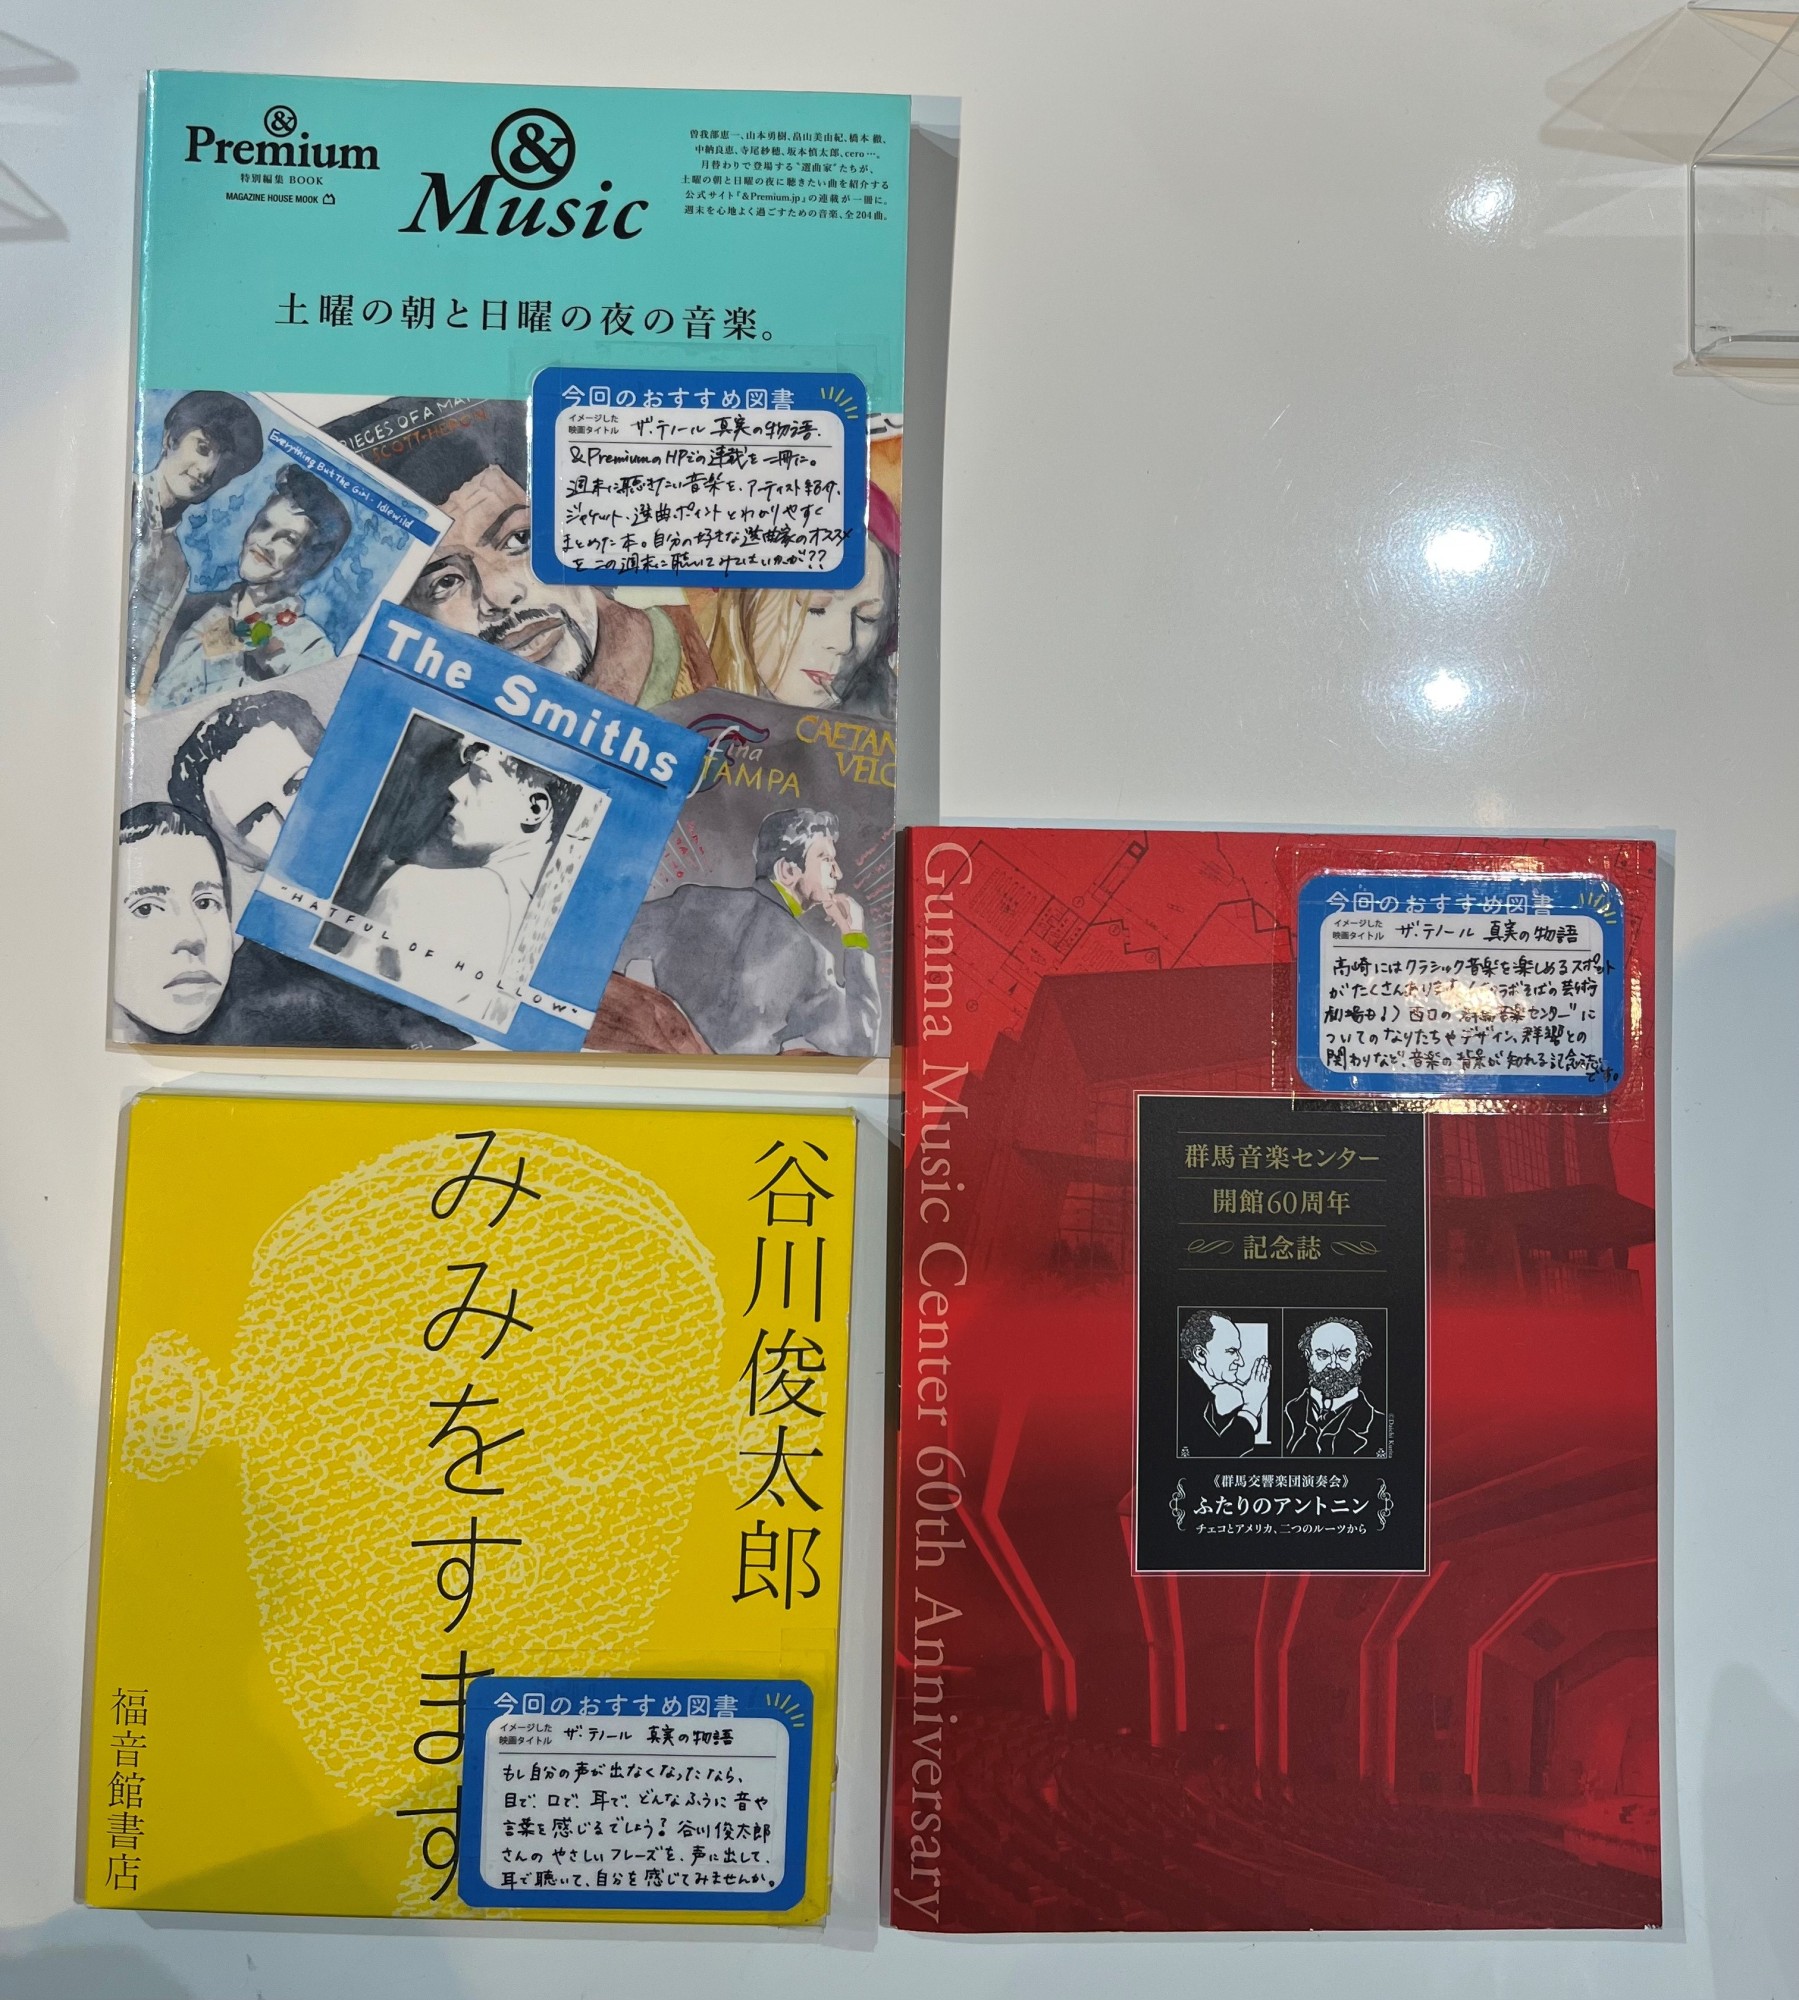 & Premium
特別編集 BOOK
MAGAZINE HOUSE MOOK
& Music
曽我部恵一、山本勇樹、畠山美由紀、橋本 徹、
中納良恵、寺尾紗穂、坂本慎太郎、cero …。
月替わりで登場する“選曲家”たちが、
土曜の朝と日曜の夜に聴きたい曲を紹介する
公式サイト『&Premium.jp』の連載が一冊に。
週末を心地よく過ごすための音楽、全204曲。
土曜の朝と日曜の夜の音楽。
今回のおすすめ図書
イメージした
映画タイトル ザ・テノール 真実の物語
&PremiumのHPでの連載を一冊に。
週末に聴きたい音楽を、アーティスト紹介、
ジャケット、選曲ポイントとわかりやすく
まとめた本。自分の好きな選曲家のオススメ
をこの週末に聴いてみてはいかが??
Everything But The Girl・Idlewild
PIECES OF A MAN
SCOTT-HERON
The Smiths
"HATFUL OF HOLLOW"
fina
TAMPA
CAETAN
VELO
谷川俊太郎
みみをすます
福音館書店
今回のおすすめ図書
イメージした
映画タイトル ザ・テノール 真実の物語
もし自分の声が出なくなったなら、
目で、口で、耳で、どんなふうに音や
言葉を感じるでしょう? 谷川俊太郎
さんのやさしいフレーズを、声に出して、
耳で聴いて、自分を感じてみませんか。
Gunma Music Center 60th Anniversary
今回のおすすめ図書
イメージした
映画タイトル ザ・テノール 真実の物語
高崎にはクラシック音楽を楽しめるスポット
がたくさんあります そばの芸術
劇場も♪) 西口の"群馬音楽センター"に
ついてのなりたちやデザイン、群響との
関わりなど、音楽の背景が知れる記念誌
です。
群馬音楽センター
開館60周年
記念誌
©Daichi Kurita
《群馬交響楽団演奏会》
ふたりのアントニン
チェコとアメリカ、二つのルーツから